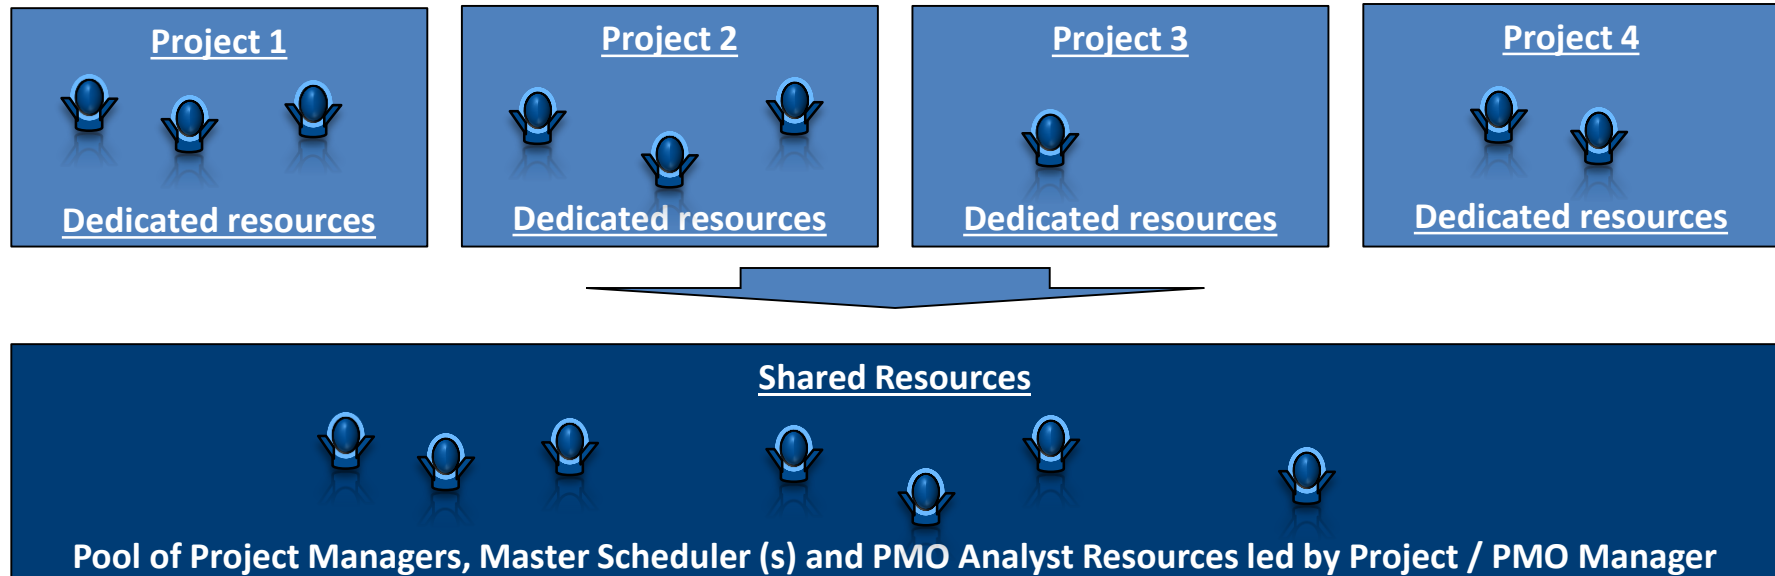 Project 1
Dedicated resources
Project 2
Dedicated resources
Project 3
Dedicated resources
Project 4
Dedicated resources
Shared Resources
Pool of Project Managers, Master Scheduler (s) and PMO Analyst Resources led by Project / PMO Manager